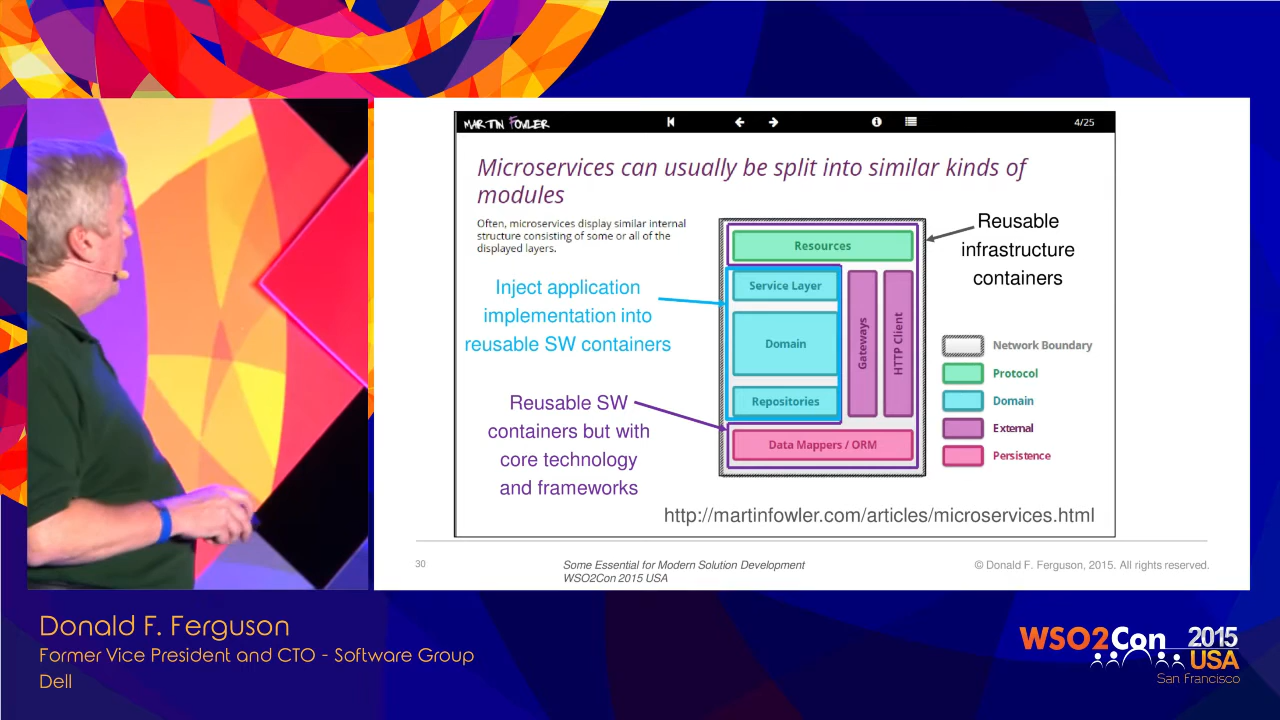 MARTIN FOWLER
4/25
Microservices can usually be split into similar kinds of
modules
Often, microservices display similar internal
structure consisting of some or all of the
displayed layers.
Resources
Service Layer
Domain
Repositories
Gateways
HTTP Client
Data Mappers / ORM
Reusable
infrastructure
containers
Inject application
implementation into
reusable SW containers
Reusable SW
containers but with
core technology
and frameworks
Network Boundary
Protocol
Domain
External
Persistence
http://martinfowler.com/articles/microservices.html
30
Some Essential for Modern Solution Development
WSO2Con 2015 USA
© Donald F. Ferguson, 2015. All rights reserved.
Donald F. Ferguson
Former Vice President and CTO - Software Group
Dell
WSO2Con 2015
USA
San Francisco